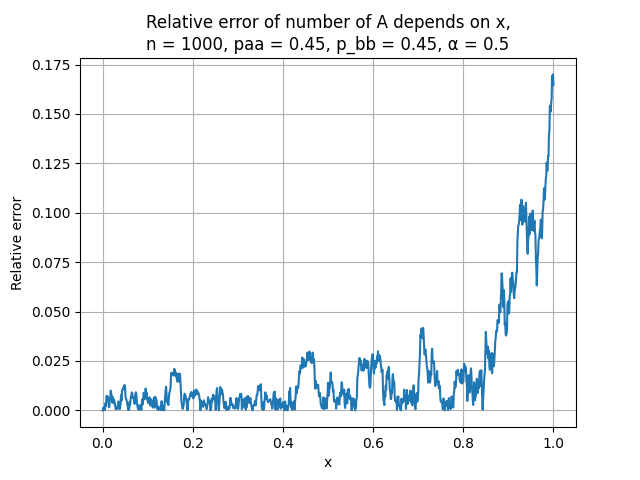 Relative error of number of A depends on x,
n = 1000, paa = 0.45, p_bb = 0.45, α = 0.5
0.175
0.150
0.125
0.100
0.075
0.050
0.025
0.000
Relative error
0.0 0.2 0.4 0.6 0.8 1.0
x